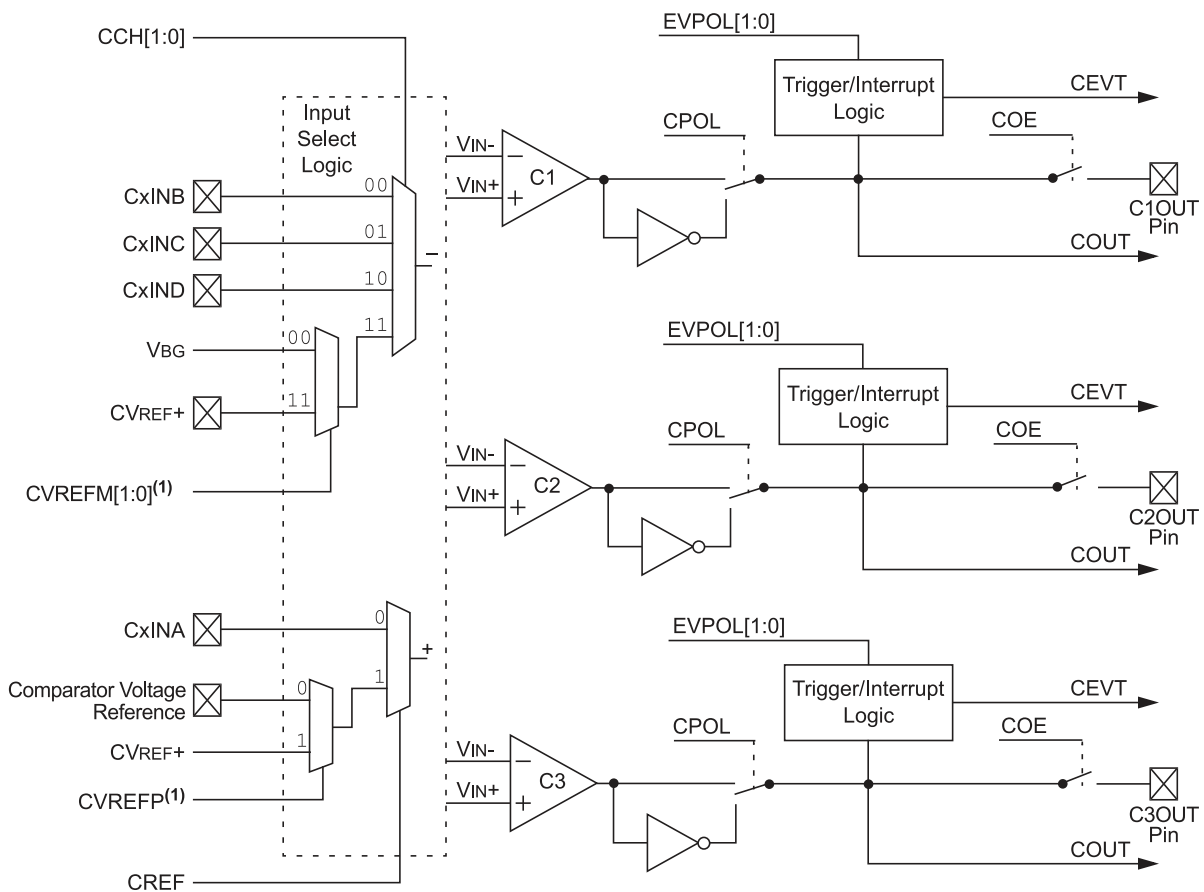 CCH[1:0]
Input
Select
Logic
CxINB
00
CxINC
01
CxIND
10
11
–
VBG
00
CVREF+
11
CVREFM[1:0](1)
CxINA
0
+
1
Comparator Voltage
Reference
0
CVREF+
1
CVREFP(1)
CREF
EVPOL[1:0]
Trigger/Interrupt
Logic
CEVT
CPOL
COE
VIN-
–
VIN+
+
C1
C1OUT
Pin
COUT
EVPOL[1:0]
Trigger/Interrupt
Logic
CEVT
CPOL
COE
VIN-
–
VIN+
+
C2
C2OUT
Pin
COUT
EVPOL[1:0]
Trigger/Interrupt
Logic
CEVT
CPOL
COE
VIN-
–
VIN+
+
C3
C3OUT
Pin
COUT